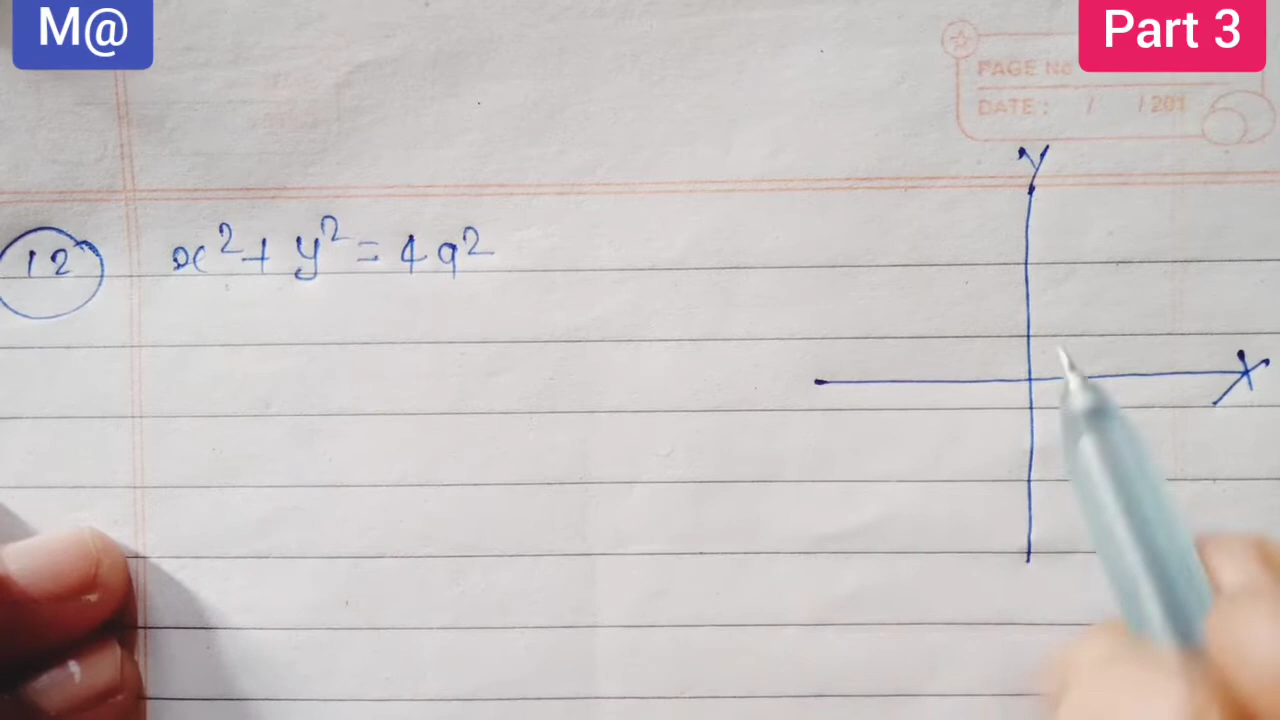 M@
Part 3
PAGE No
DATE : / / 201
Y
12 x² + y² = 4a²
X